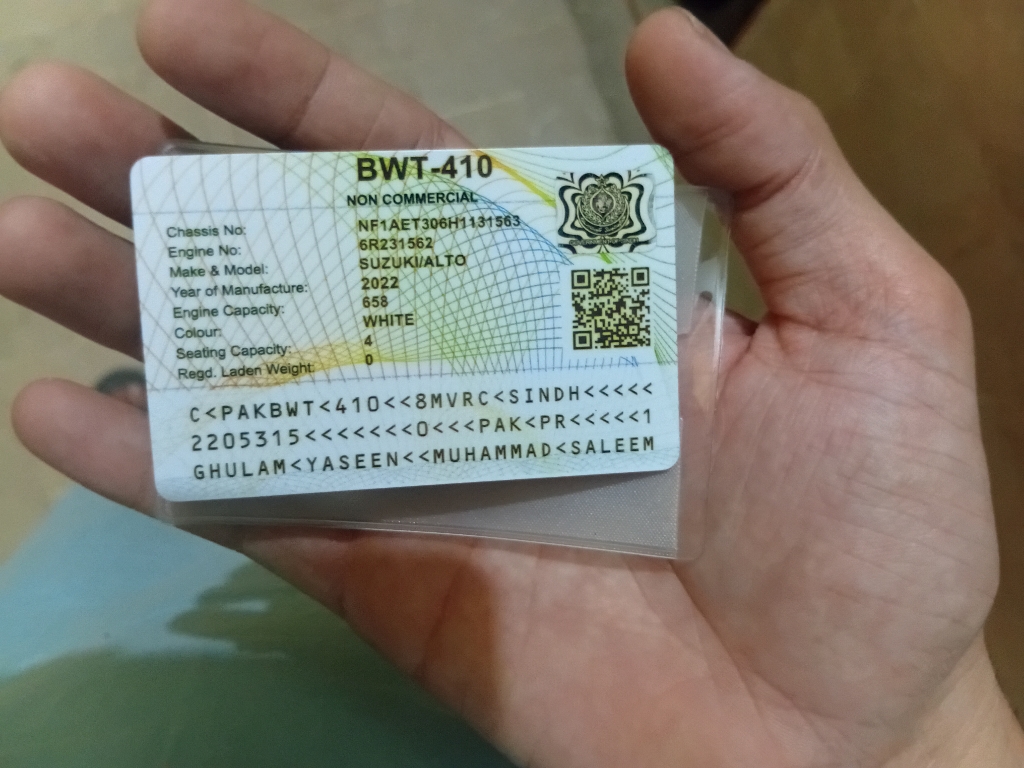 BWT-410
NON COMMERCIAL
Chassis No: NF1AET306H1131563
Engine No: 6R231562
Make & Model: SUZUKI/ALTO
Year of Manufacture: 2022
Engine Capacity: 658
Colour: WHITE
Seating Capacity: 4
Regd. Laden Weight: 0
C<PAKBWT<410<<8MVRC<SINDH<<<<<
2205315<<<<<<<0<<<PAK<PR<<<<<1
GHULAM<YASEEN<<MUHAMMAD<SALEEM